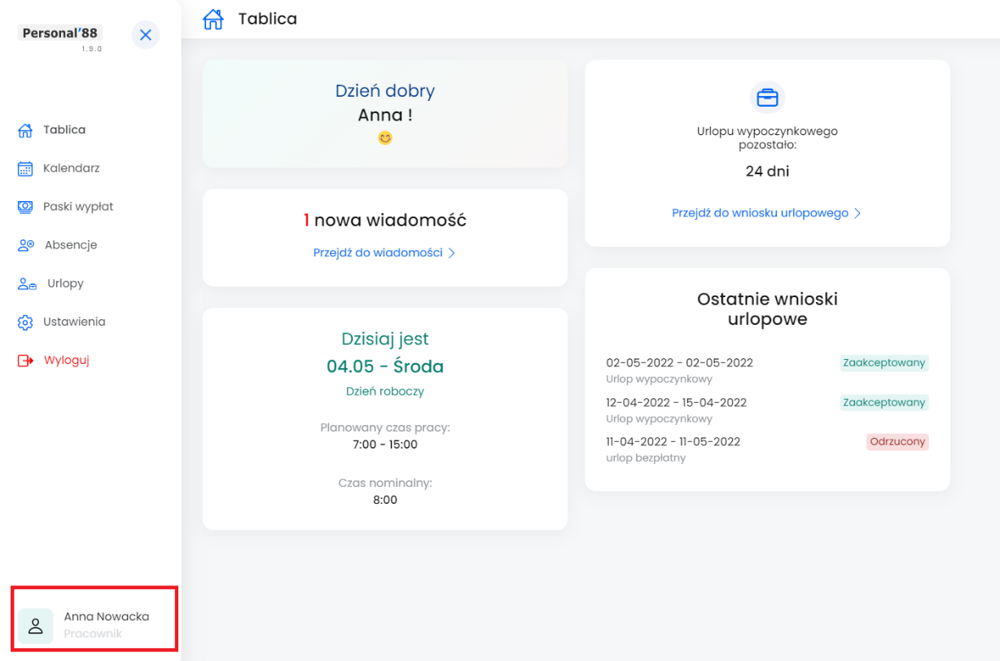 Personal'88
1.9.0
Tablica
Kalendarz
Paski wypłat
Absencje
Urlopy
Ustawienia
Wyloguj
Anna Nowacka
Pracownik
Tablica
Dzień dobry
Anna !
1 nowa wiadomość
Przejdź do wiadomości >
Dzisiaj jest
04.05 - Środa
Dzień roboczy
Planowany czas pracy:
7:00 - 15:00
Czas nominalny:
8:00
Urlopu wypoczynkowego
pozostało:
24 dni
Przejdź do wniosku urlopowego >
Ostatnie wnioski
urlopowe
02-05-2022 - 02-05-2022 Zaakceptowany
Urlop wypoczynkowy
12-04-2022 - 15-04-2022 Zaakceptowany
Urlop wypoczynkowy
11-04-2022 - 11-05-2022 Odrzucony
urlop bezpłatny